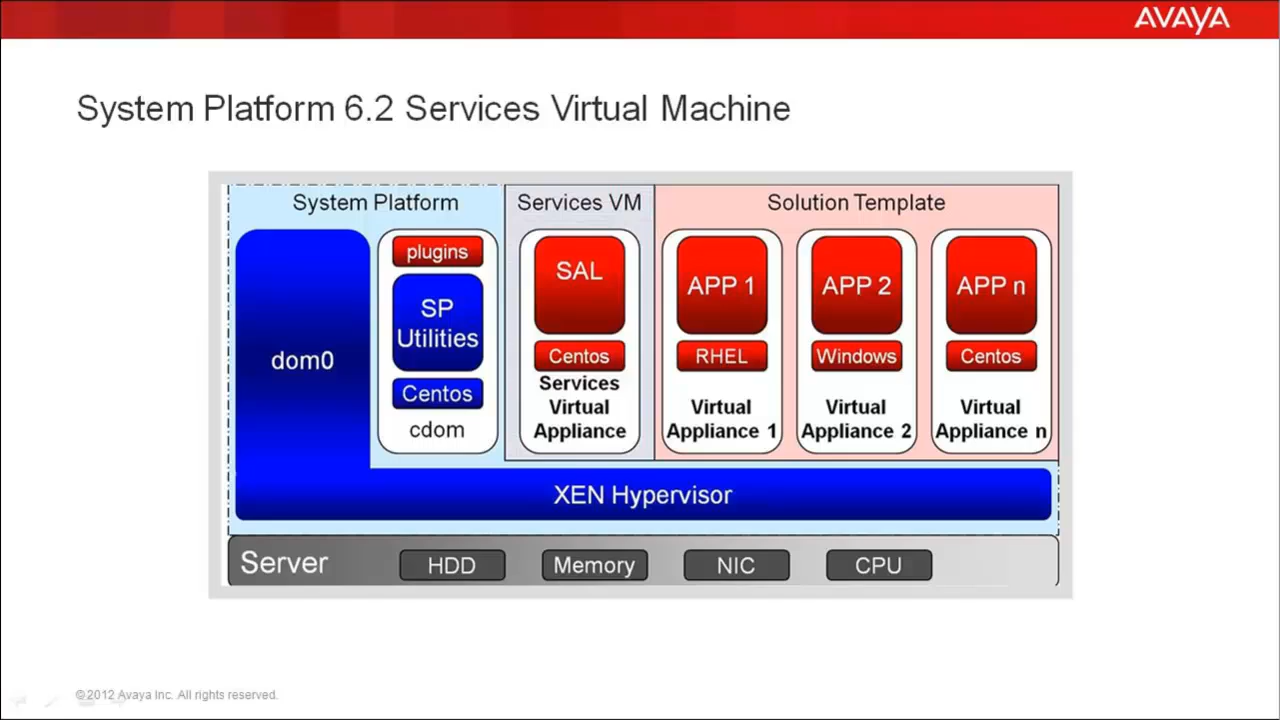 AVAYA
System Platform 6.2 Services Virtual Machine
System Platform
Services VM
Solution Template
dom0
plugins
SP
Utilities
Centos
cdom
SAL
Centos
Services
Virtual
Appliance
APP 1
RHEL
Virtual
Appliance 1
APP 2
Windows
Virtual
Appliance 2
APP n
Centos
Virtual
Appliance n
XEN Hypervisor
Server
HDD
Memory
NIC
CPU
©2012 Avaya Inc. All rights reserved.